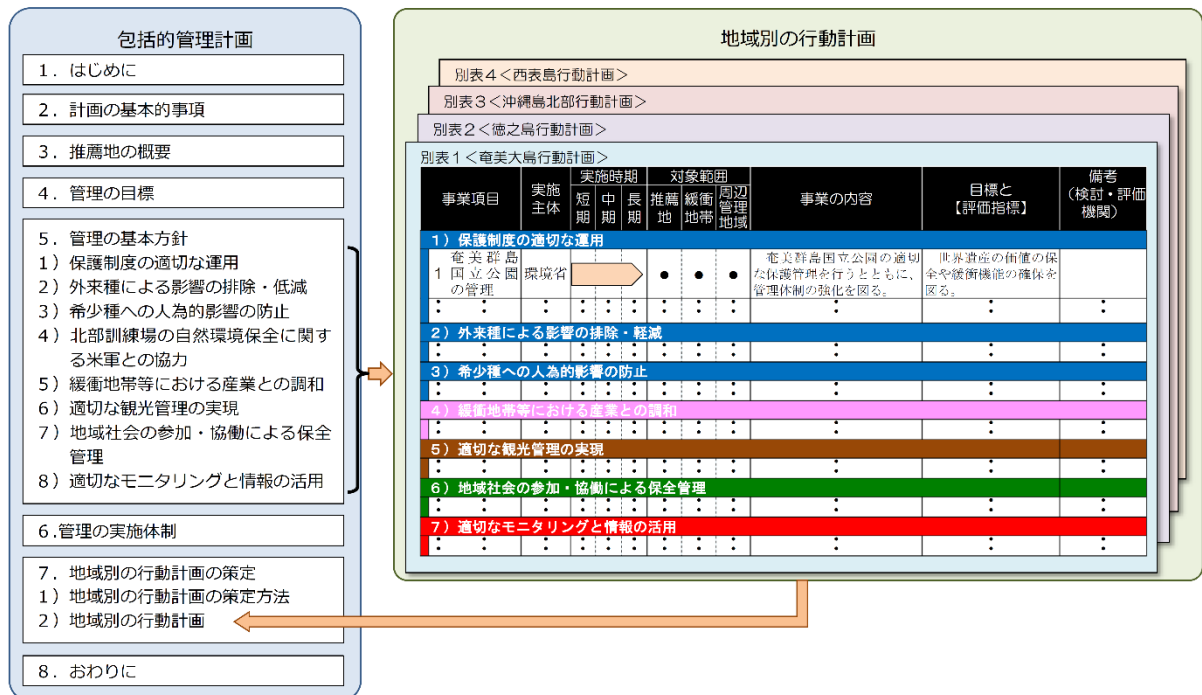 包括的管理計画
1．はじめに
2．計画の基本的事項
3．推薦地の概要
4．管理の目標
5．管理の基本方針
1）保護制度の適切な運用
2）外来種による影響の排除・低減
3）希少種への人為的影響の防止
4）北部訓練場の自然環境保全に関す
る米軍との協力
5）緩衝地帯等における産業との調和
6）適切な観光管理の実現
7）地域社会の参加・協働による保全
管理
8）適切なモニタリングと情報の活用
6.管理の実施体制
7．地域別の行動計画の策定
1）地域別の行動計画の策定方法
2）地域別の行動計画
8．おわりに
地域別の行動計画
別表4＜西表島行動計画＞
別表3＜沖縄島北部行動計画＞
別表2＜徳之島行動計画＞
別表1＜奄美大島行動計画＞
事業項目
実施
主体
実施時期
短
期
中
期
長
期
対象範囲
推薦
地
緩衝
地帯
周辺
管理
地域
事業の内容
目標と
【評価指標】
備考
（検討・評価
機関）
1）保護制度の適切な運用
1
奄美群島
国立公園
の管理
環境省
● ● ●
奄美群島国立公園の適切
な保護管理を行うとともに、
管理体制の強化を図る。
世界遺産の価値の保
全や緩衝機能の確保を
図る。
： ： ： ： ： ： ： ： ： ： ： ：
2）外来種による影響の排除・軽減
： ： ： ： ： ： ： ： ： ： ： ：
3）希少種への人為的影響の防止
： ： ： ： ： ： ： ： ： ： ： ：
4）緩衝地帯等における産業との調和
： ： ： ： ： ： ： ： ： ： ： ：
5）適切な観光管理の実現
： ： ： ： ： ： ： ： ： ： ： ：
6）地域社会の参加・協働による保全管理
： ： ： ： ： ： ： ： ： ： ： ：
7）適切なモニタリングと情報の活用
： ： ： ： ： ： ： ： ： ： ： ：